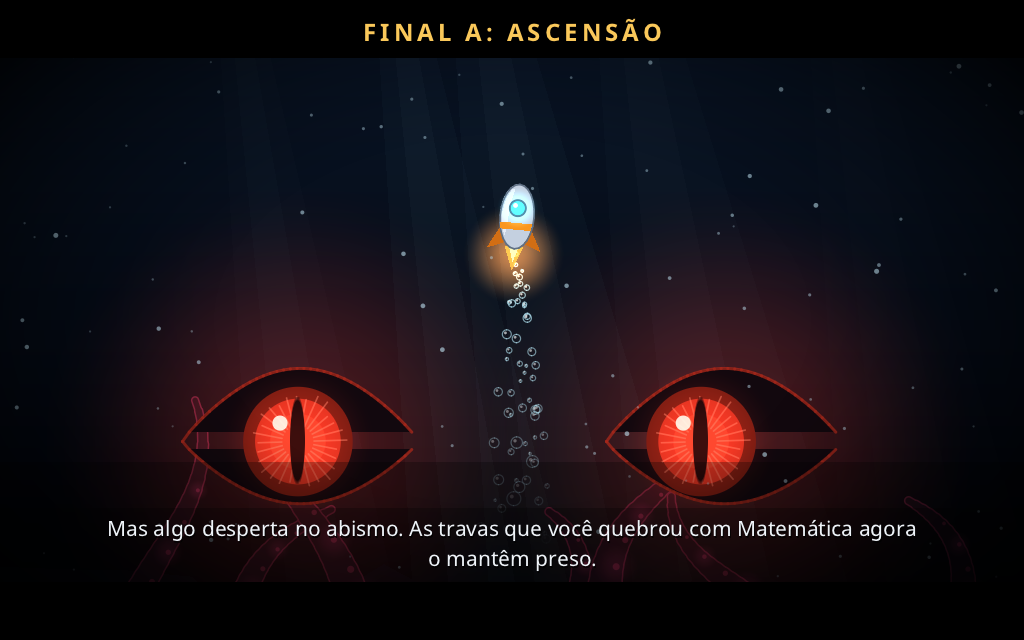 FINAL A: ASCENSÃO
Mas algo desperta no abismo. As travas que você quebrou com Matemática agora
o mantêm preso.